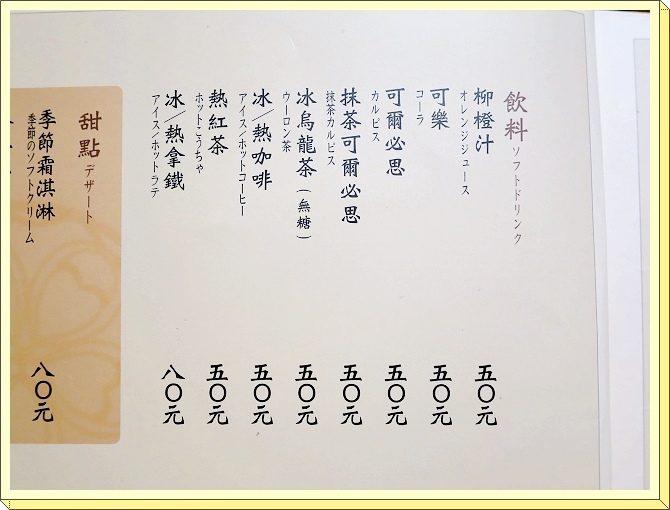 飲料 ソフトドリンク
柳橙汁 五〇元
オレンジジュース
可樂 五〇元
コーラ
可爾必思 五〇元
カルピス
抹茶可爾必思 五〇元
抹茶カルピス
冰烏龍茶(無糖) 五〇元
ウーロン茶
冰/熱咖啡 五〇元
アイス/ホットコーヒー
熱紅茶 五〇元
ホットこうちゃ
冰/熱拿鐵 八〇元
アイス/ホットラテ
甜點 デザート
季節霜淇淋 八〇元
季節のソフトクリーム